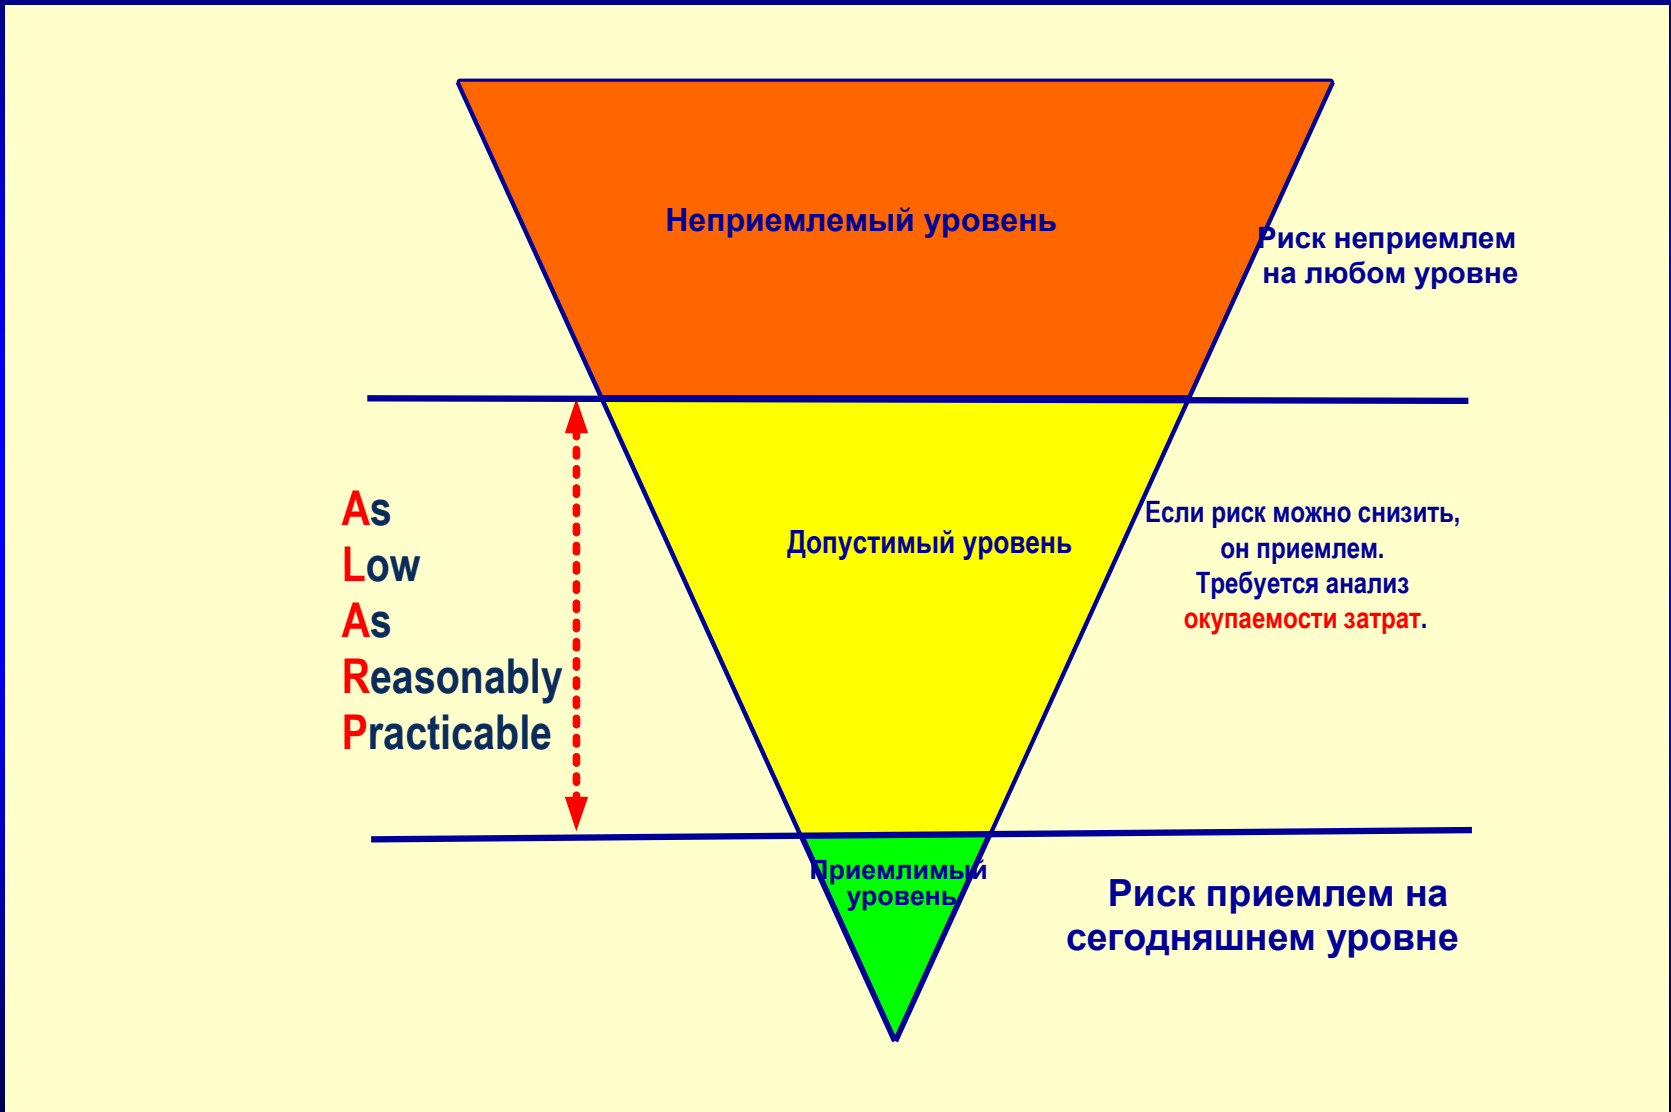 Неприемлемый уровень
Риск неприемлем
на любом уровне
As
Low
As
Reasonably
Practicable
Допустимый уровень
Если риск можно снизить,
он приемлем.
Требуется анализ
окупаемости затрат.
Приемлимый
уровень
Риск приемлем на
сегодняшнем уровне